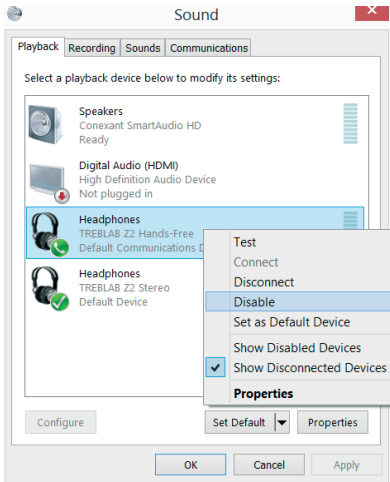 Sound
Playback Recording Sounds Communications
Select a playback device below to modify its settings:
Speakers
Conexant SmartAudio HD
Ready
Digital Audio (HDMI)
High Definition Audio Device
Not plugged in
Headphones
TREBLAB Z2 Hands-Free
Default Communications D
Headphones
TREBLAB Z2 Stereo
Default Device
Test
Connect
Disconnect
Disable
Set as Default Device
Show Disabled Devices
Show Disconnected Devices
Properties
Configure Set Default Properties
OK Cancel Apply